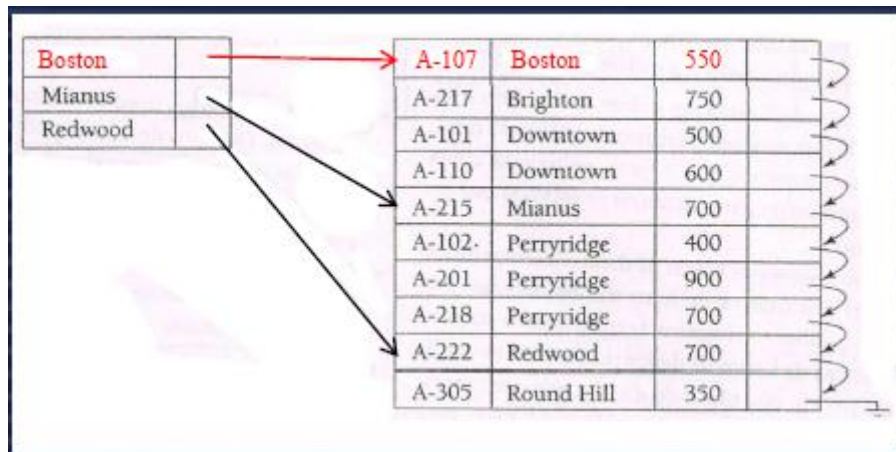 Boston
Mianus
Redwood
A-107 Boston 550
A-217 Brighton 750
A-101 Downtown 500
A-110 Downtown 600
A-215 Mianus 700
A-102 Perryridge 400
A-201 Perryridge 900
A-218 Perryridge 700
A-222 Redwood 700
A-305 Round Hill 350